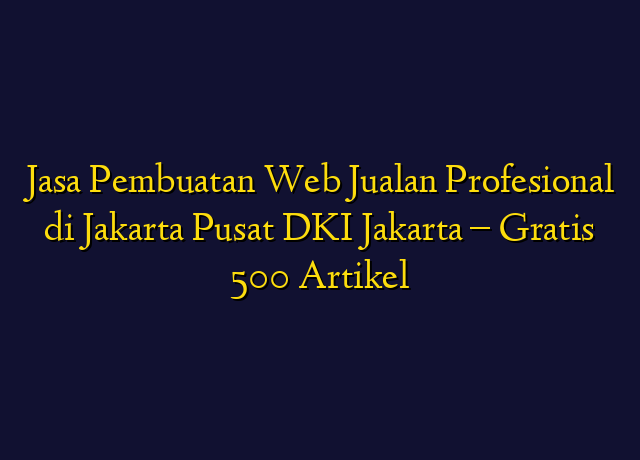 Jasa Pembuatan Web Jualan Profesional
di Jakarta Pusat DKI Jakarta – Gratis
500 Artikel